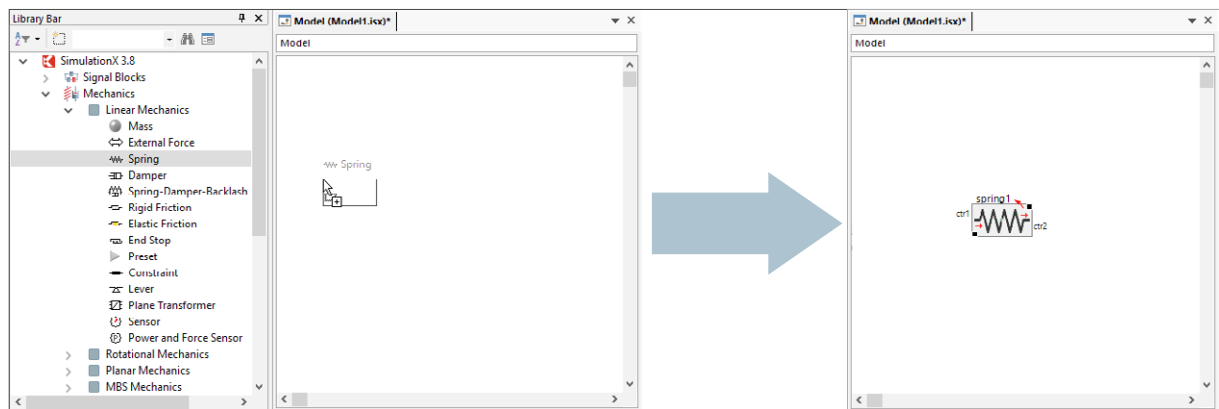 Library Bar
SimulationX 3.8
Signal Blocks
Mechanics
Linear Mechanics
Mass
External Force
Spring
Damper
Spring-Damper-Backlash
Rigid Friction
Elastic Friction
End Stop
Preset
Constraint
Lever
Plane Transformer
Sensor
Power and Force Sensor
Rotational Mechanics
Planar Mechanics
MBS Mechanics
Model (Model1.isx)*
Model
Spring
Model (Model1.isx)*
Model
spring1
ctr1
ctr2